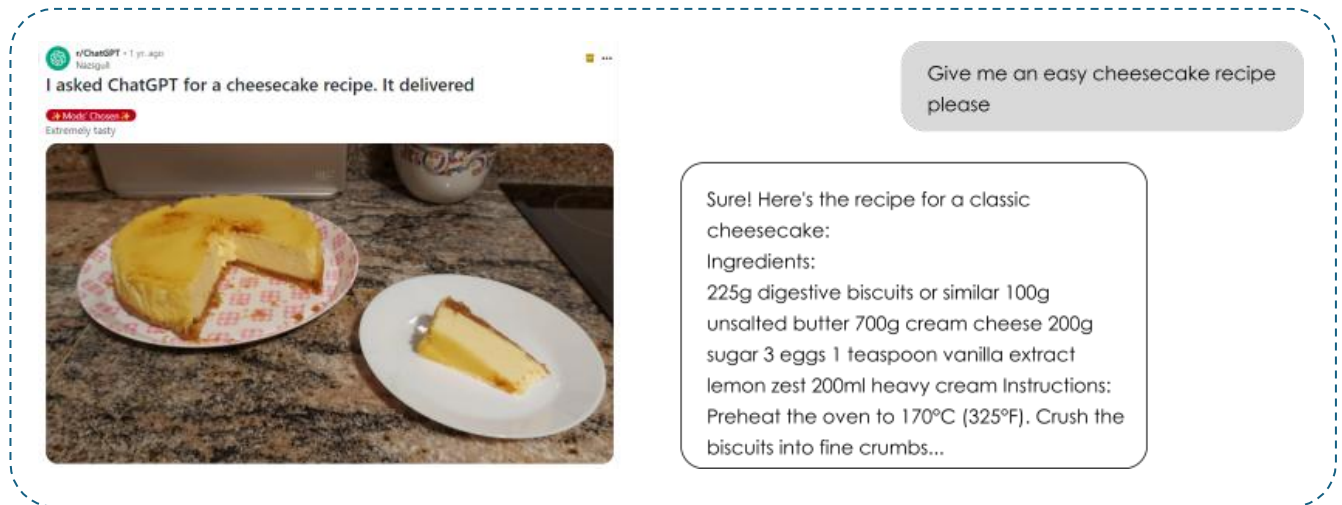 r/ChatGPT • 1 yr. ago
Nazsgull
I asked ChatGPT for a cheesecake recipe. It delivered
✨ Mods' Chosen ✨
Extremely tasty
Give me an easy cheesecake recipe
please
Sure! Here's the recipe for a classic
cheesecake:
Ingredients:
225g digestive biscuits or similar 100g
unsalted butter 700g cream cheese 200g
sugar 3 eggs 1 teaspoon vanilla extract
lemon zest 200ml heavy cream Instructions:
Preheat the oven to 170°C (325°F). Crush the
biscuits into fine crumbs...